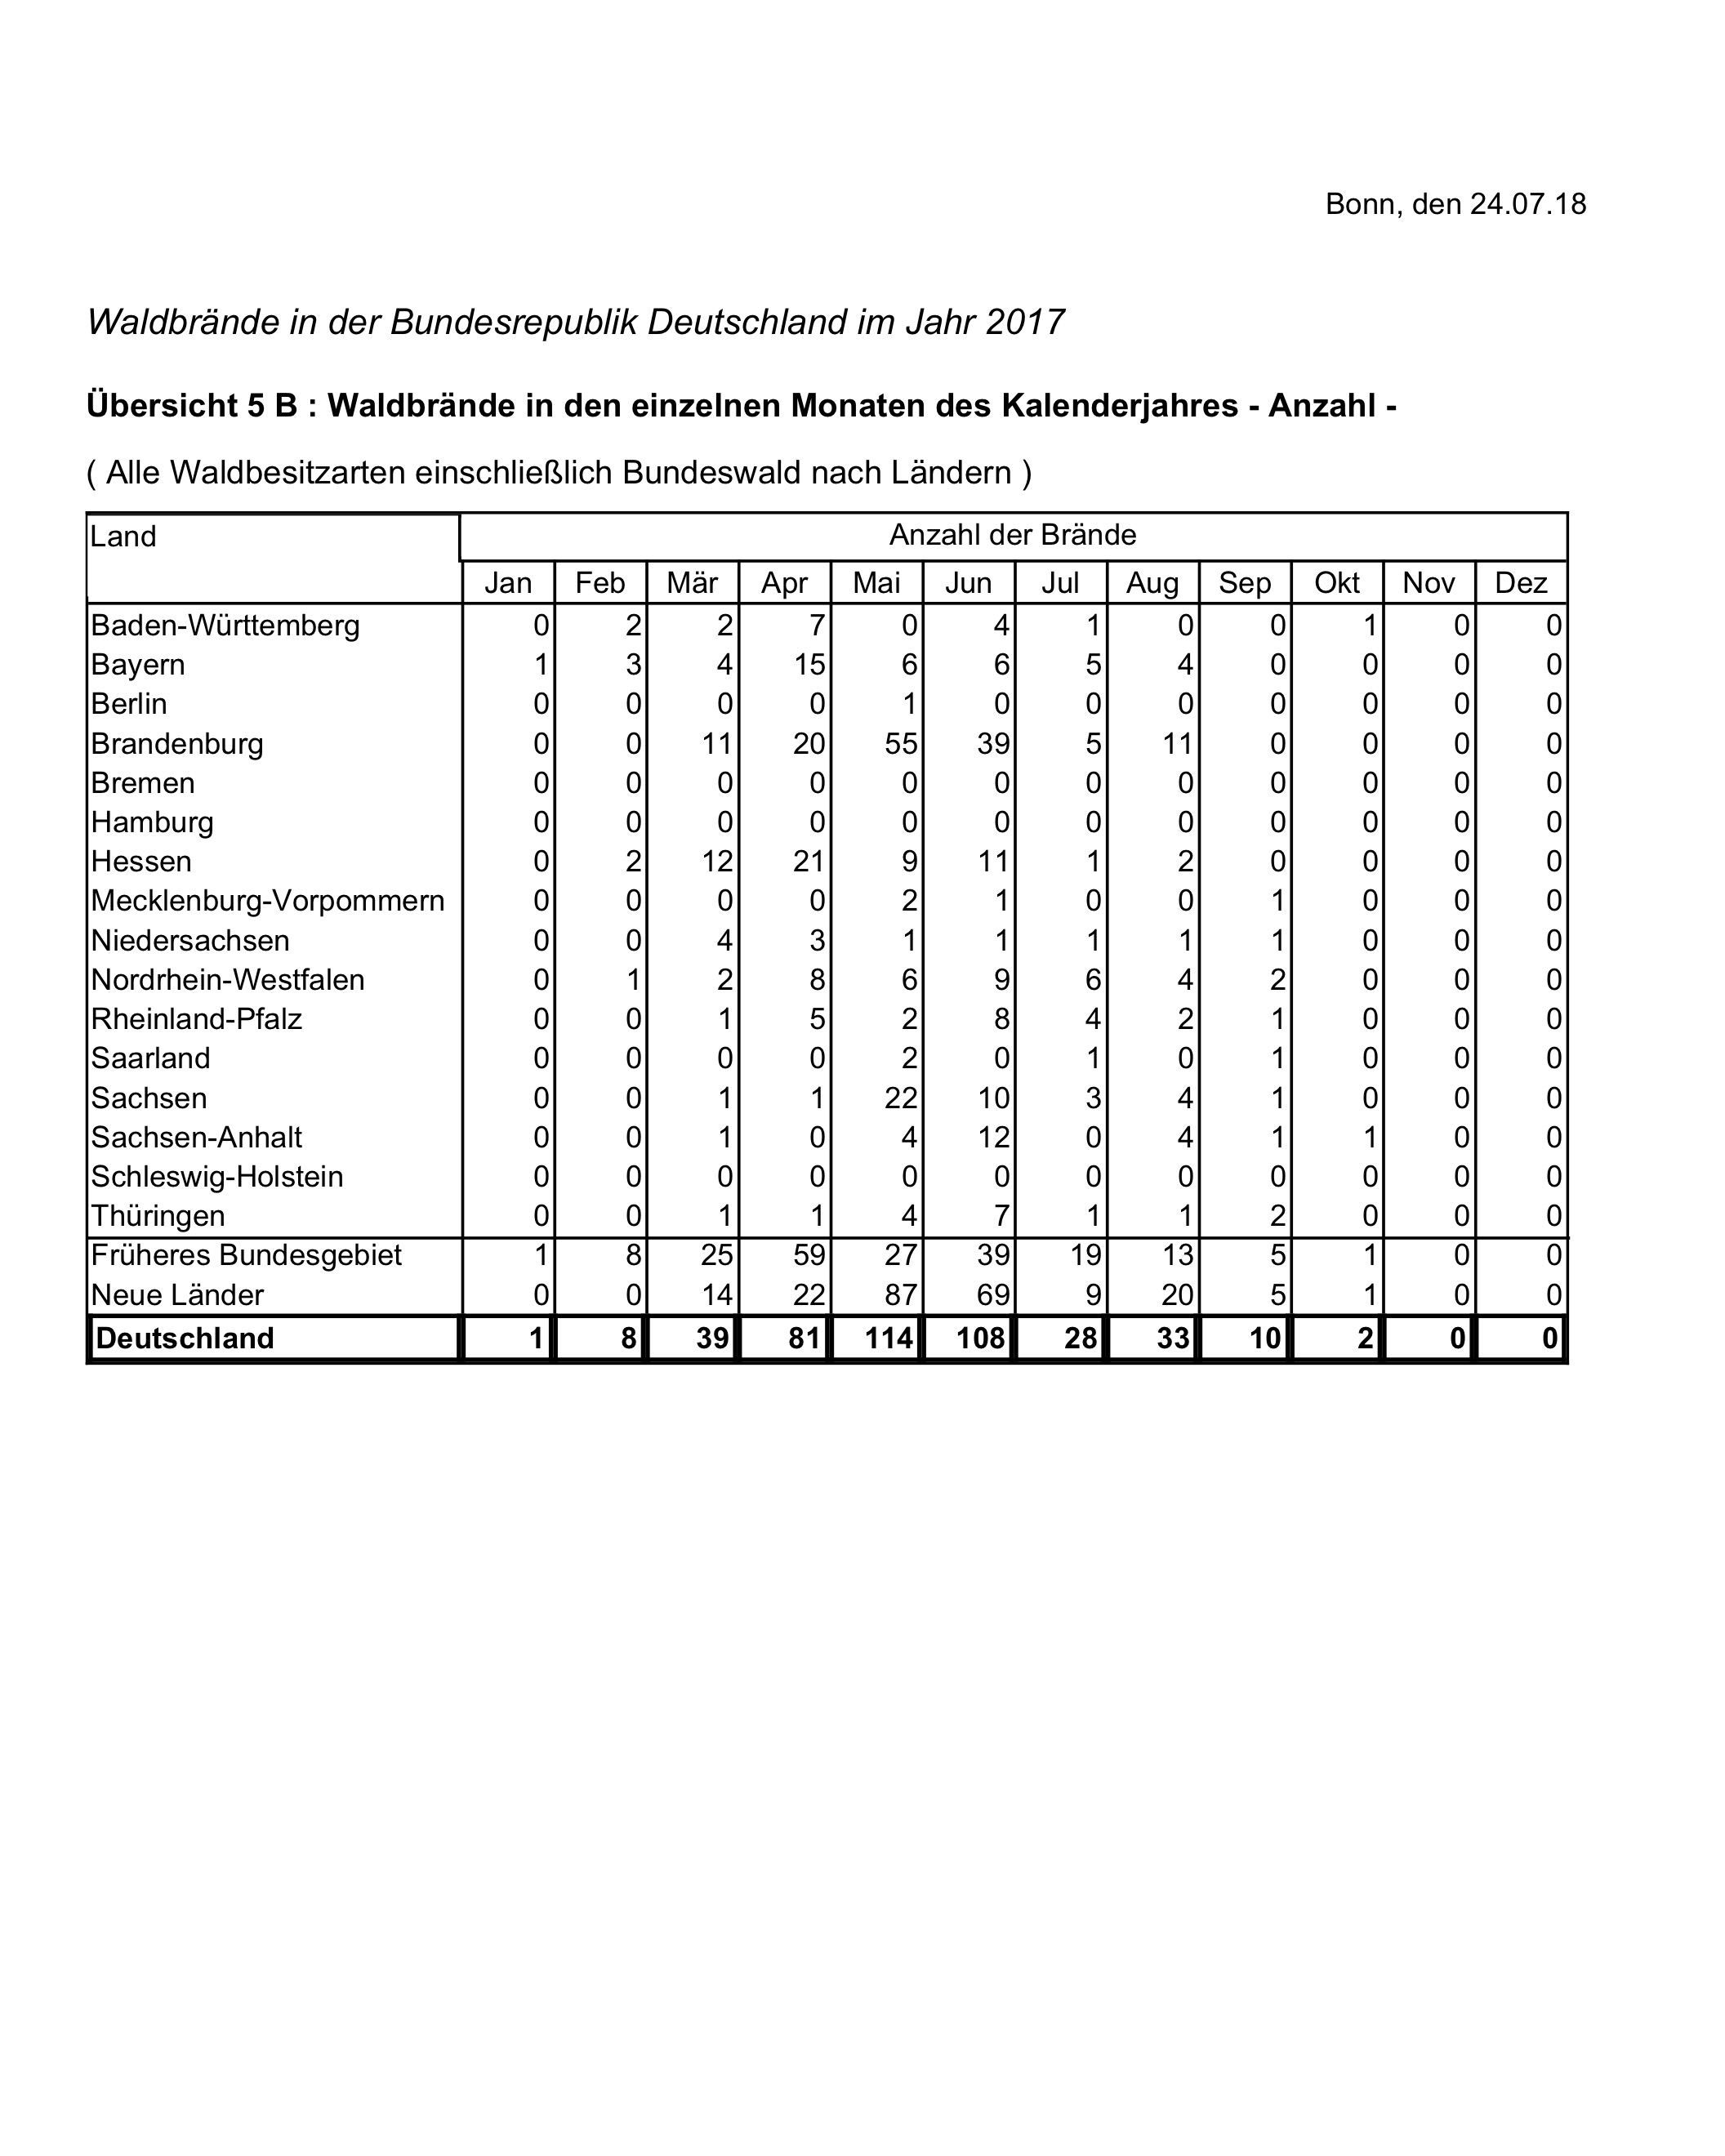 Bonn, den 24.07.18
Waldbrände in der Bundesrepublik Deutschland im Jahr 2017
Übersicht 5 B : Waldbrände in den einzelnen Monaten des Kalenderjahres - Anzahl -
( Alle Waldbesitzarten einschließlich Bundeswald nach Ländern )
Land Anzahl der Brände
Jan Feb Mär Apr Mai Jun Jul Aug Sep Okt Nov Dez
Baden-Württemberg 0 2 2 7 0 4 1 0 0 1 0 0
Bayern 1 3 4 15 6 6 5 4 0 0 0 0
Berlin 0 0 0 0 1 0 0 0 0 0 0 0
Brandenburg 0 0 11 20 55 39 5 11 0 0 0 0
Bremen 0 0 0 0 0 0 0 0 0 0 0 0
Hamburg 0 0 0 0 0 0 0 0 0 0 0 0
Hessen 0 2 12 21 9 11 1 2 0 0 0 0
Mecklenburg-Vorpommern 0 0 0 0 2 1 0 0 1 0 0 0
Niedersachsen 0 0 4 3 1 1 1 1 1 0 0 0
Nordrhein-Westfalen 0 1 2 8 6 9 6 4 2 0 0 0
Rheinland-Pfalz 0 0 1 5 2 8 4 2 1 0 0 0
Saarland 0 0 0 0 2 0 1 0 1 0 0 0
Sachsen 0 0 1 1 22 10 3 4 1 0 0 0
Sachsen-Anhalt 0 0 1 0 4 12 0 4 1 1 0 0
Schleswig-Holstein 0 0 0 0 0 0 0 0 0 0 0 0
Thüringen 0 0 1 1 4 7 1 1 2 0 0 0
Früheres Bundesgebiet 1 8 25 59 27 39 19 13 5 1 0 0
Neue Länder 0 0 14 22 87 69 9 20 5 1 0 0
Deutschland 1 8 39 81 114 108 28 33 10 2 0 0